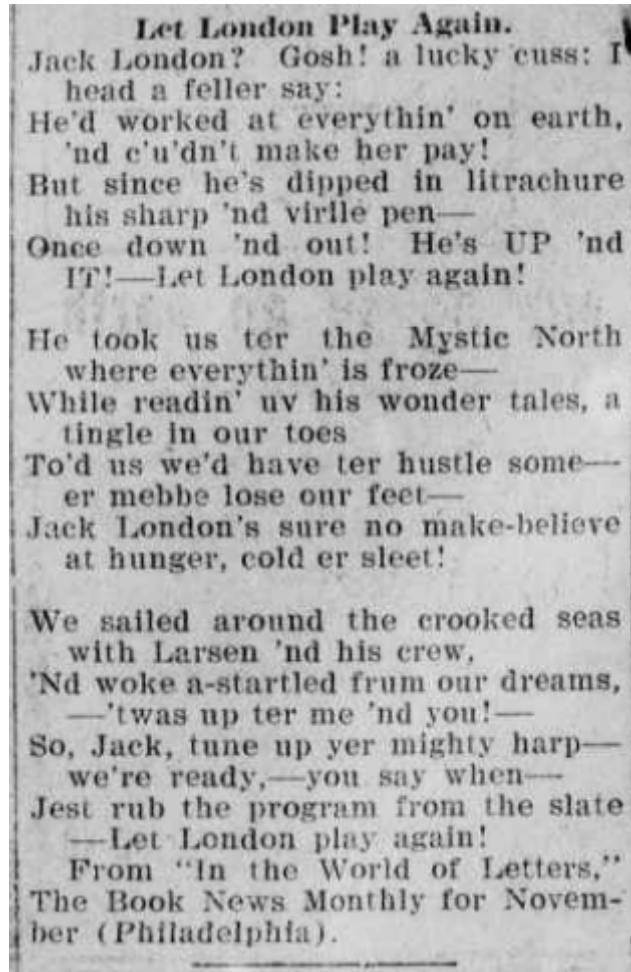 Let London Play Again.
Jack London? Gosh! a lucky cuss: I
head a feller say:
He'd worked at everythin' on earth,
'nd c'u'dn't make her pay!
But since he's dipped in litrachure
his sharp 'nd virile pen—
Once down 'nd out! He's UP 'nd
IT!—Let London play again!
He took us ter the Mystic North
where everythin' is froze—
While readin' uv his wonder tales, a
tingle in our toes
To'd us we'd have ter hustle some—
er mebbe lose our feet—
Jack London's sure no make-believe
at hunger, cold er sleet!
We sailed around the crooked seas
with Larsen 'nd his crew,
'Nd woke a-startled frum our dreams,
—'twas up ter me 'nd you!—
So, Jack, tune up yer mighty harp—
we're ready,—you say when—
Jest rub the program from the slate
—Let London play again!
From "In the World of Letters,"
The Book News Monthly for Novem-
ber (Philadelphia).